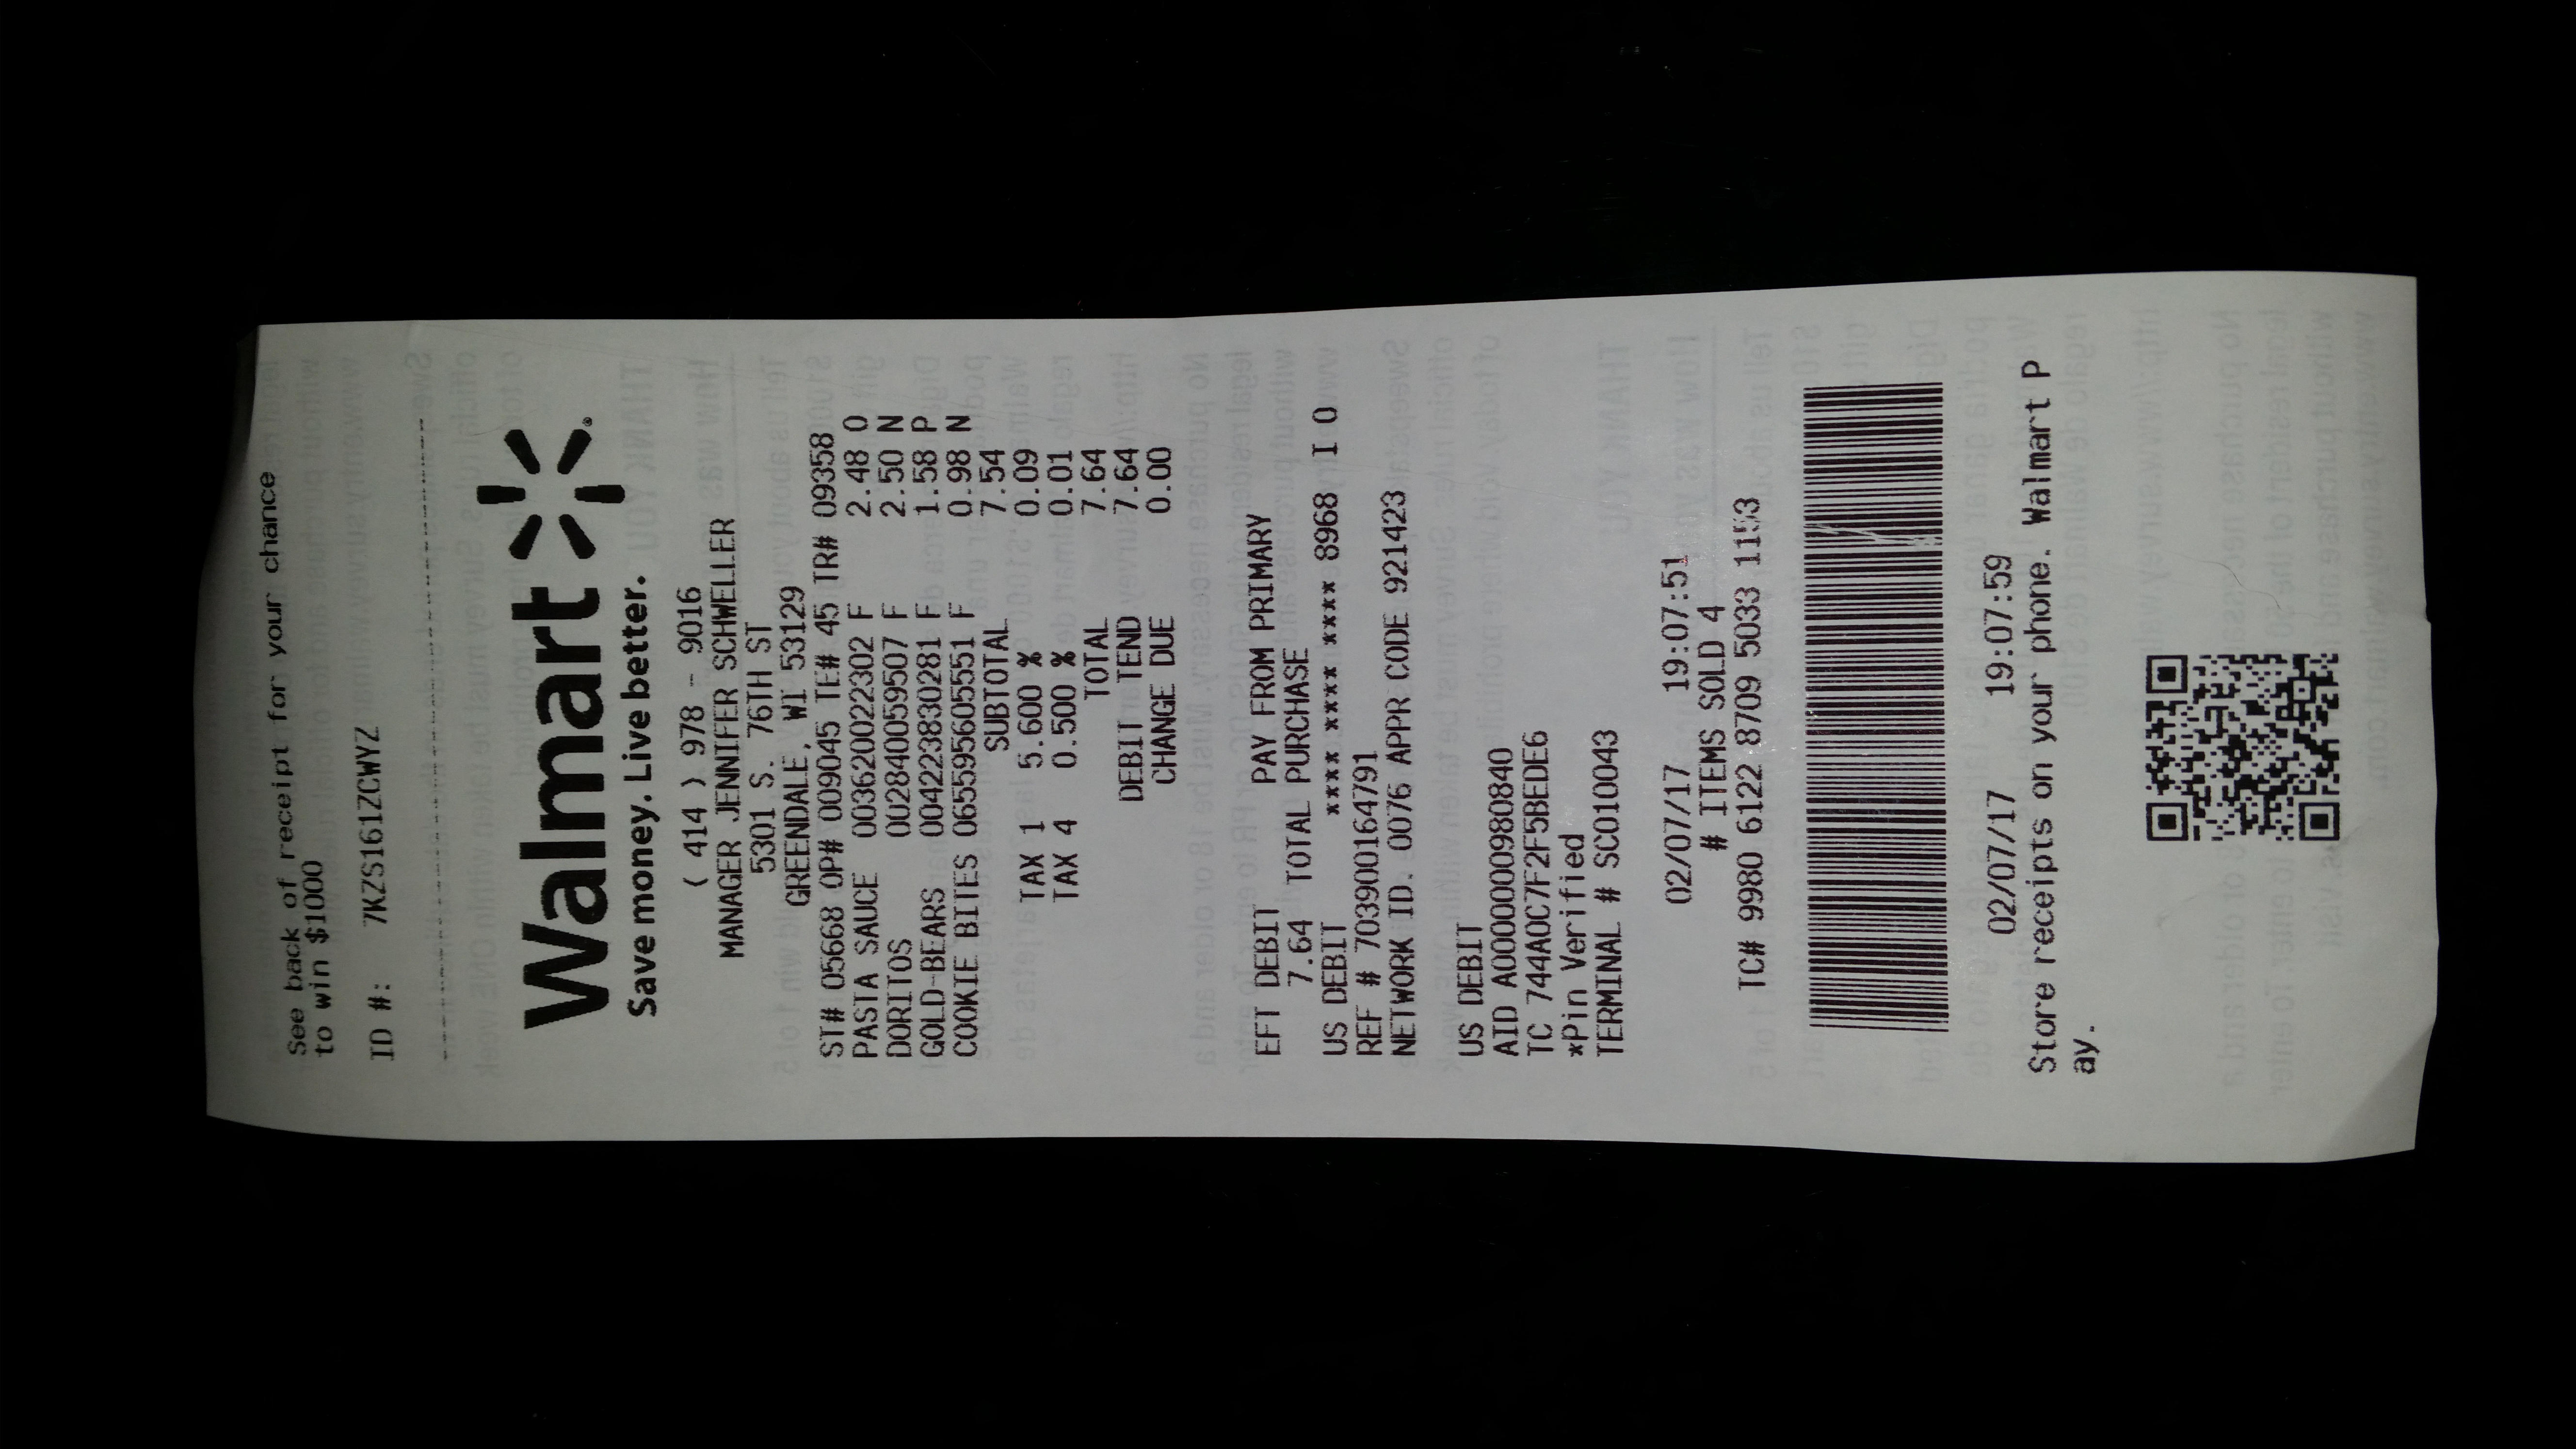 See back of receipt for your chance
to win $1000
ID #: 7KZS161ZCWYZ
Walmart
Save money. Live better.
( 414 ) 978 - 9016
MANAGER JENNIFER SCHWELLER
5301 S. 76TH ST
GREENDALE, WI 53129
ST# 05668 OP# 009045 TE# 45 TR# 09358
PASTA SAUCE 003620022302 F 2.48 O
DORITOS 002840059507 F 2.50 N
GOLD-BEARS 004223830281 F 1.58 P
COOKIE BITES 065595605551 F 0.98 N
SUBTOTAL 7.54
TAX 1 5.600 % 0.09
TAX 4 0.500 % 0.01
TOTAL 7.64
DEBIT TEND 7.64
CHANGE DUE 0.00
EFT DEBIT PAY FROM PRIMARY
7.64 TOTAL PURCHASE
US DEBIT **** **** **** 8968 I 0
REF # 703900164791
NETWORK ID. 0076 APPR CODE 921423
US DEBIT
AID A0000000980840
TC 744A0C7F2F5BEDE6
*Pin Verified
TERMINAL # SC010043
02/07/17 19:07:51
# ITEMS SOLD 4
TC# 9980 6122 8709 5033 1153
02/07/17 19:07:59
Store receipts on your phone. Walmart P
ay.